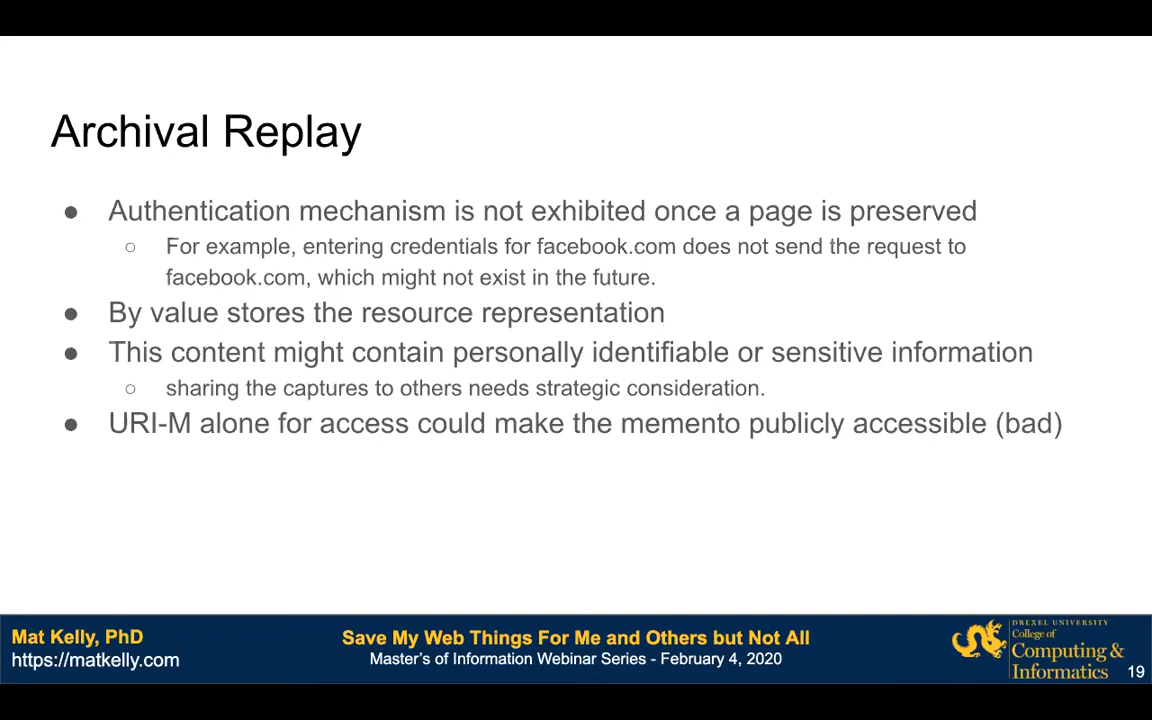 Archival Replay
● Authentication mechanism is not exhibited once a page is preserved
○ For example, entering credentials for facebook.com does not send the request to
facebook.com, which might not exist in the future.
● By value stores the resource representation
● This content might contain personally identifiable or sensitive information
○ sharing the captures to others needs strategic consideration.
● URI-M alone for access could make the memento publicly accessible (bad)
Mat Kelly, PhD
https://matkelly.com
Save My Web Things For Me and Others but Not All
Master's of Information Webinar Series - February 4, 2020
DREXEL UNIVERSITY
College of
Computing &
Informatics
19